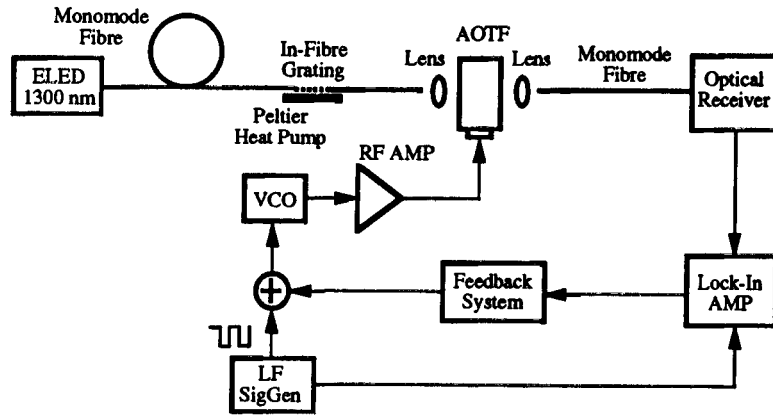 Monomode
Fibre
ELED
1300 nm
In-Fibre
Grating
Peltier
Heat Pump
Lens
AOTF
Lens
Monomode
Fibre
Optical
Receiver
RF AMP
VCO
Feedback
System
Lock-In
AMP
LF
SigGen